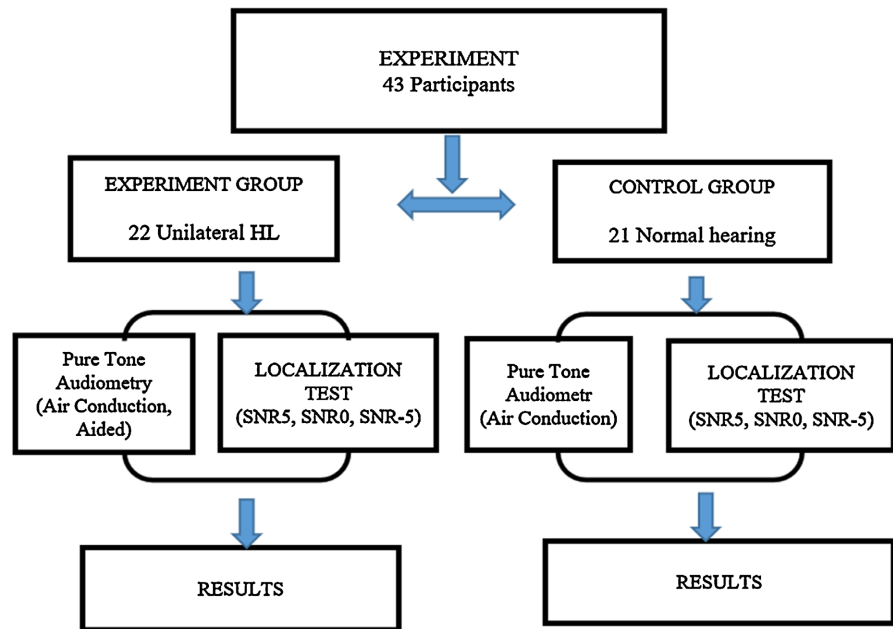 EXPERIMENT
43 Participants
EXPERIMENT GROUP
22 Unilateral HL
CONTROL GROUP
21 Normal hearing
Pure Tone
Audiometry
(Air Conduction,
Aided)
LOCALIZATION
TEST
(SNR5, SNR0, SNR-5)
Pure Tone
Audiometr
(Air Conduction)
LOCALIZATION
TEST
(SNR5, SNR0, SNR-5)
RESULTS
RESULTS